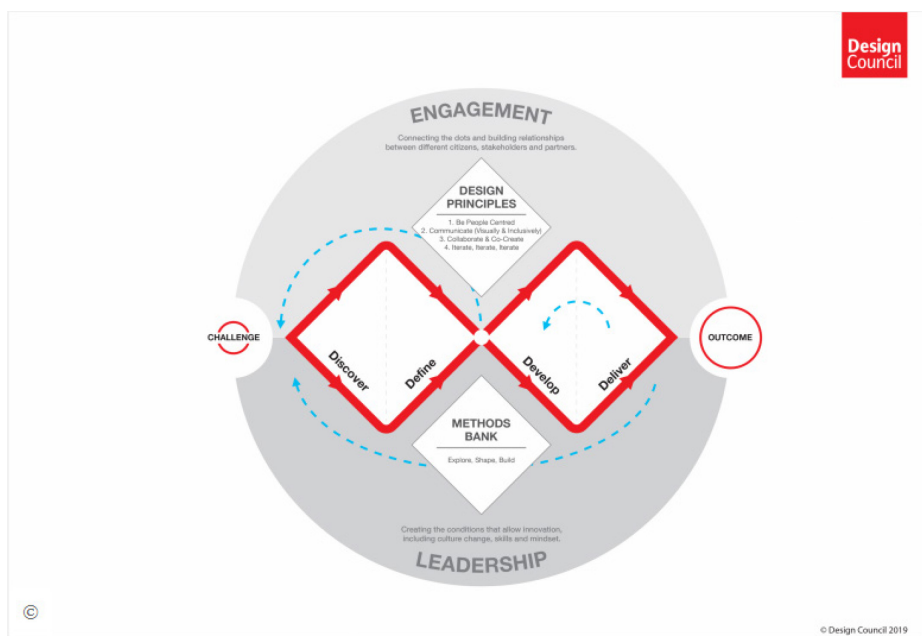 Design
Council
ENGAGEMENT
Connecting the dots and building relationships
between different citizens, stakeholders and partners.
DESIGN
PRINCIPLES
1. Be People Centred
2. Communicate (Visually & Inclusively)
3. Collaborate & Co-Create
4. Iterate, Iterate, Iterate
CHALLENGE
OUTCOME
Discover
Define
Develop
Deliver
METHODS
BANK
Explore, Shape, Build
Creating the conditions that allow innovation,
including culture change, skills and mindset.
LEADERSHIP
©
© Design Council 2019